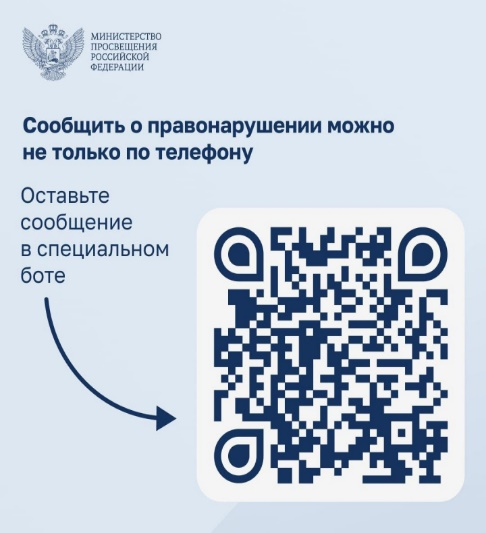 МИНИСТЕРСТВО
ПРОСВЕЩЕНИЯ
РОССИЙСКОЙ
ФЕДЕРАЦИИ
Сообщить о правонарушении можно
не только по телефону
Оставьте
сообщение
в специальном
боте